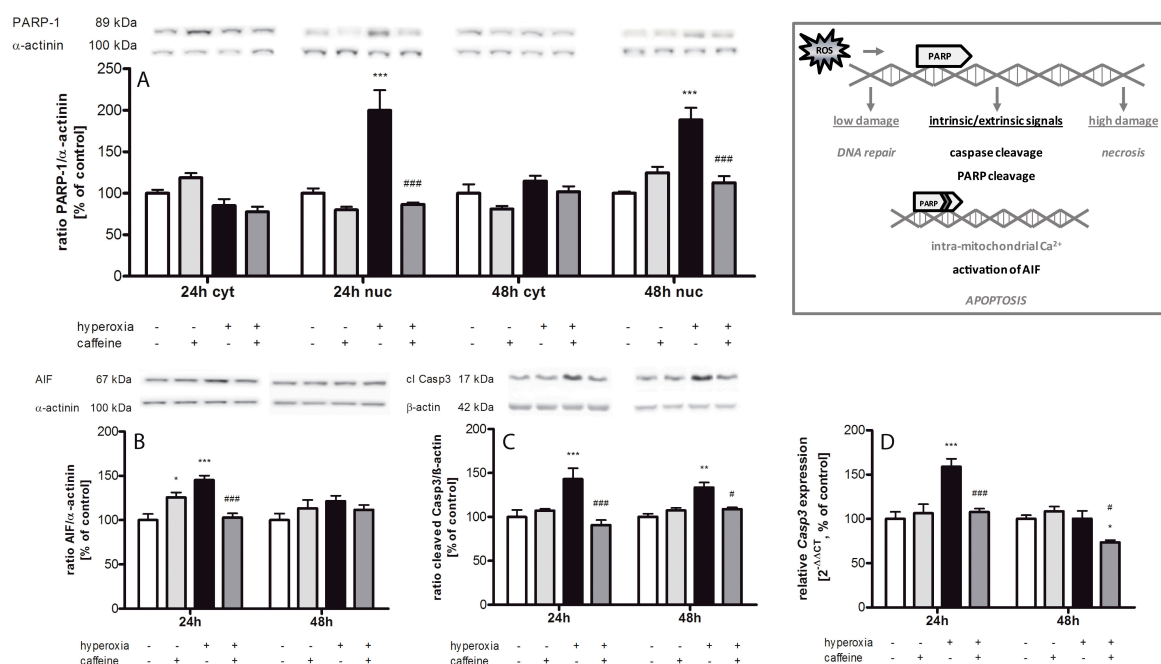 PARP-1 89 kDa
α-actinin 100 kDa
A
ratio PARP-1/α-actinin
[% of control]
250
200
150
100
50
0
***
###
***
###
24h cyt 24h nuc 48h cyt 48h nuc
hyperoxia - - + + - - + + - - + + - - + +
caffeine - + - + - + - + - + - + - + - +
ROS
PARP
low damage intrinsic/extrinsic signals high damage
DNA repair caspase cleavage necrosis
PARP cleavage
PARP
intra-mitochondrial Ca²⁺
activation of AIF
APOPTOSIS
AIF 67 kDa
α-actinin 100 kDa
B
ratio AIF/α-actinin
[% of control]
200
150
100
50
0
*
***
###
24h 48h
hyperoxia - - + + - - + +
caffeine - + - + - + - +
cl Casp3 17 kDa
β-actin 42 kDa
C
ratio cleaved Casp3/ß-actin
[% of control]
200
150
100
50
0
***
###
**
#
24h 48h
hyperoxia - - + + - - + +
caffeine - + - + - + - +
D
relative Casp3 expression
[2^-ΔΔCT, % of control]
200
150
100
50
0
***
###
#
*
24h 48h
hyperoxia - - + + - - + +
caffeine - + - + - + - +